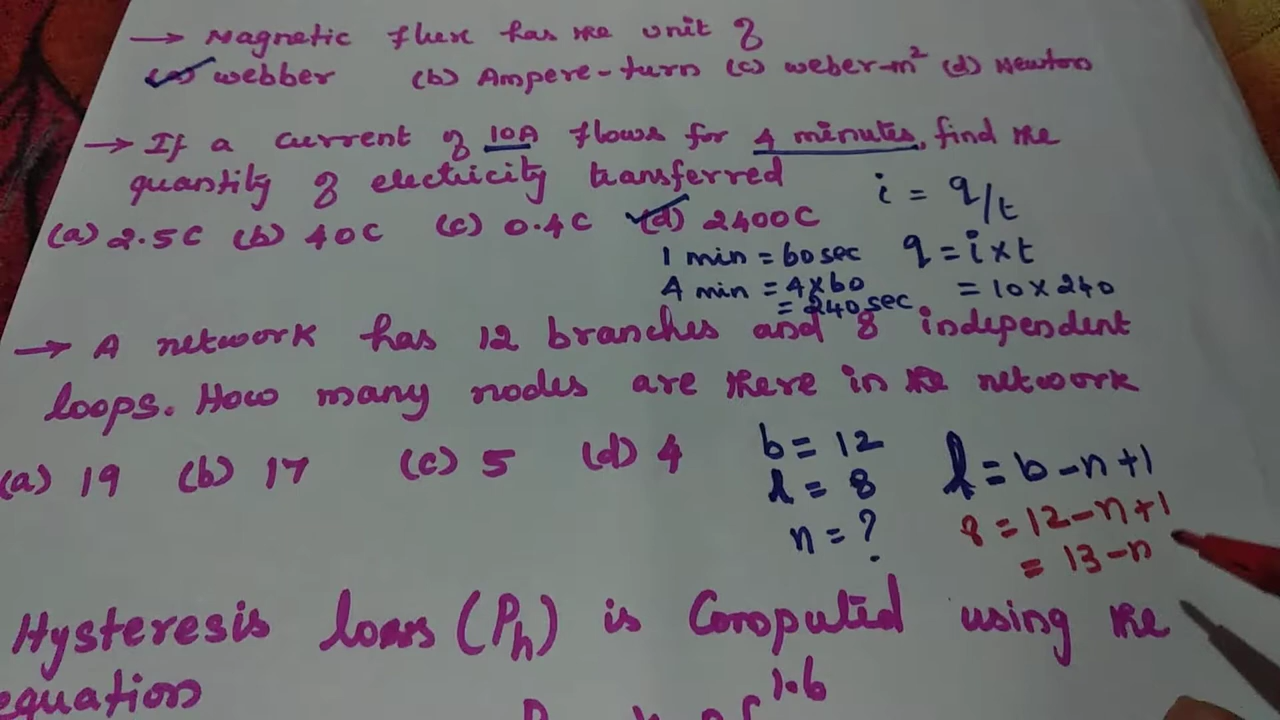 → Magnetic flux has the unit of
(a) webber (b) Ampere-turn (c) weber-m² (d) Newton
→ If a current of 10A flows for 4 minutes, find the
quantity of electricity transferred
(a) 2.5C (b) 40C (c) 0.4C (d) 2400C
i = q/t
1 min = 60 sec
4 min = 4×60
= 240 sec
q = i×t
= 10×240
→ A network has 12 branches and 8 independent
loops. How many nodes are there in the network
(a) 19 (b) 17 (c) 5 (d) 4
b = 12
l = 8
n = ?
l = b-n+1
8 = 12-n+1
= 13-n
Hysteresis loss (Ph) is Computed using the
equation
1.6